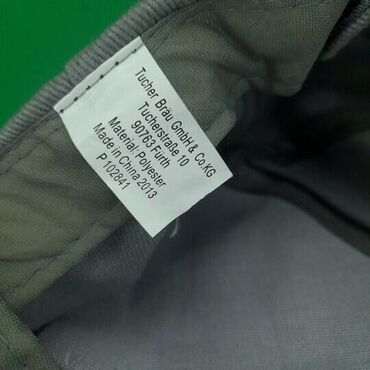 Tucher Bräu GmbH & Co.KG
Tucherstraße 10
90763 Fürth
Material: Polyester
Made in China 2013
P 102841